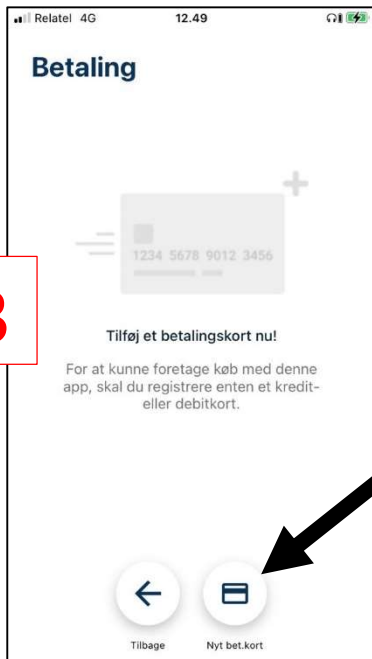 Relatel 4G 12.49
Betaling
1234 5678 9012 3456
3
Tilføj et betalingskort nu!
For at kunne foretage køb med denne
app, skal du registrere enten et kredit-
eller debitkort.
Tilbage Nyt bet.kort